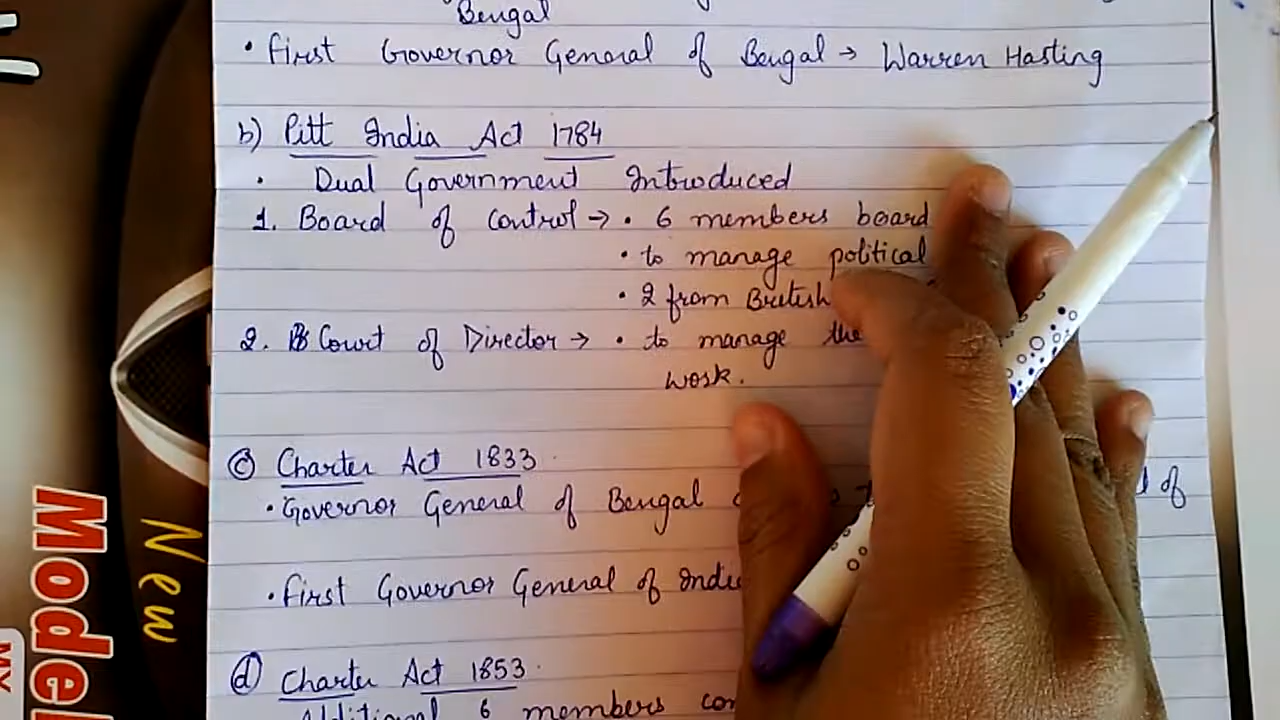 Bengal
• First Governor General of Bengal → Warren Hasting
b) Pitt India Act 1784
• Dual Government Introduced
1. Board of control → • 6 members board
• to manage political
• 2 from British
2. Court of Director → • to manage the
work.
c) Charter Act 1833
• Governor General of Bengal of
• First Governor General of
d) Charter Act 1853
Additional 6 members
Model
New
MX